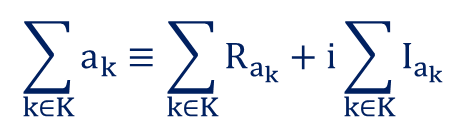 ∑_{k∈K} a_k ≡ ∑_{k∈K} R_{a_k} + i ∑_{k∈K} I_{a_k}